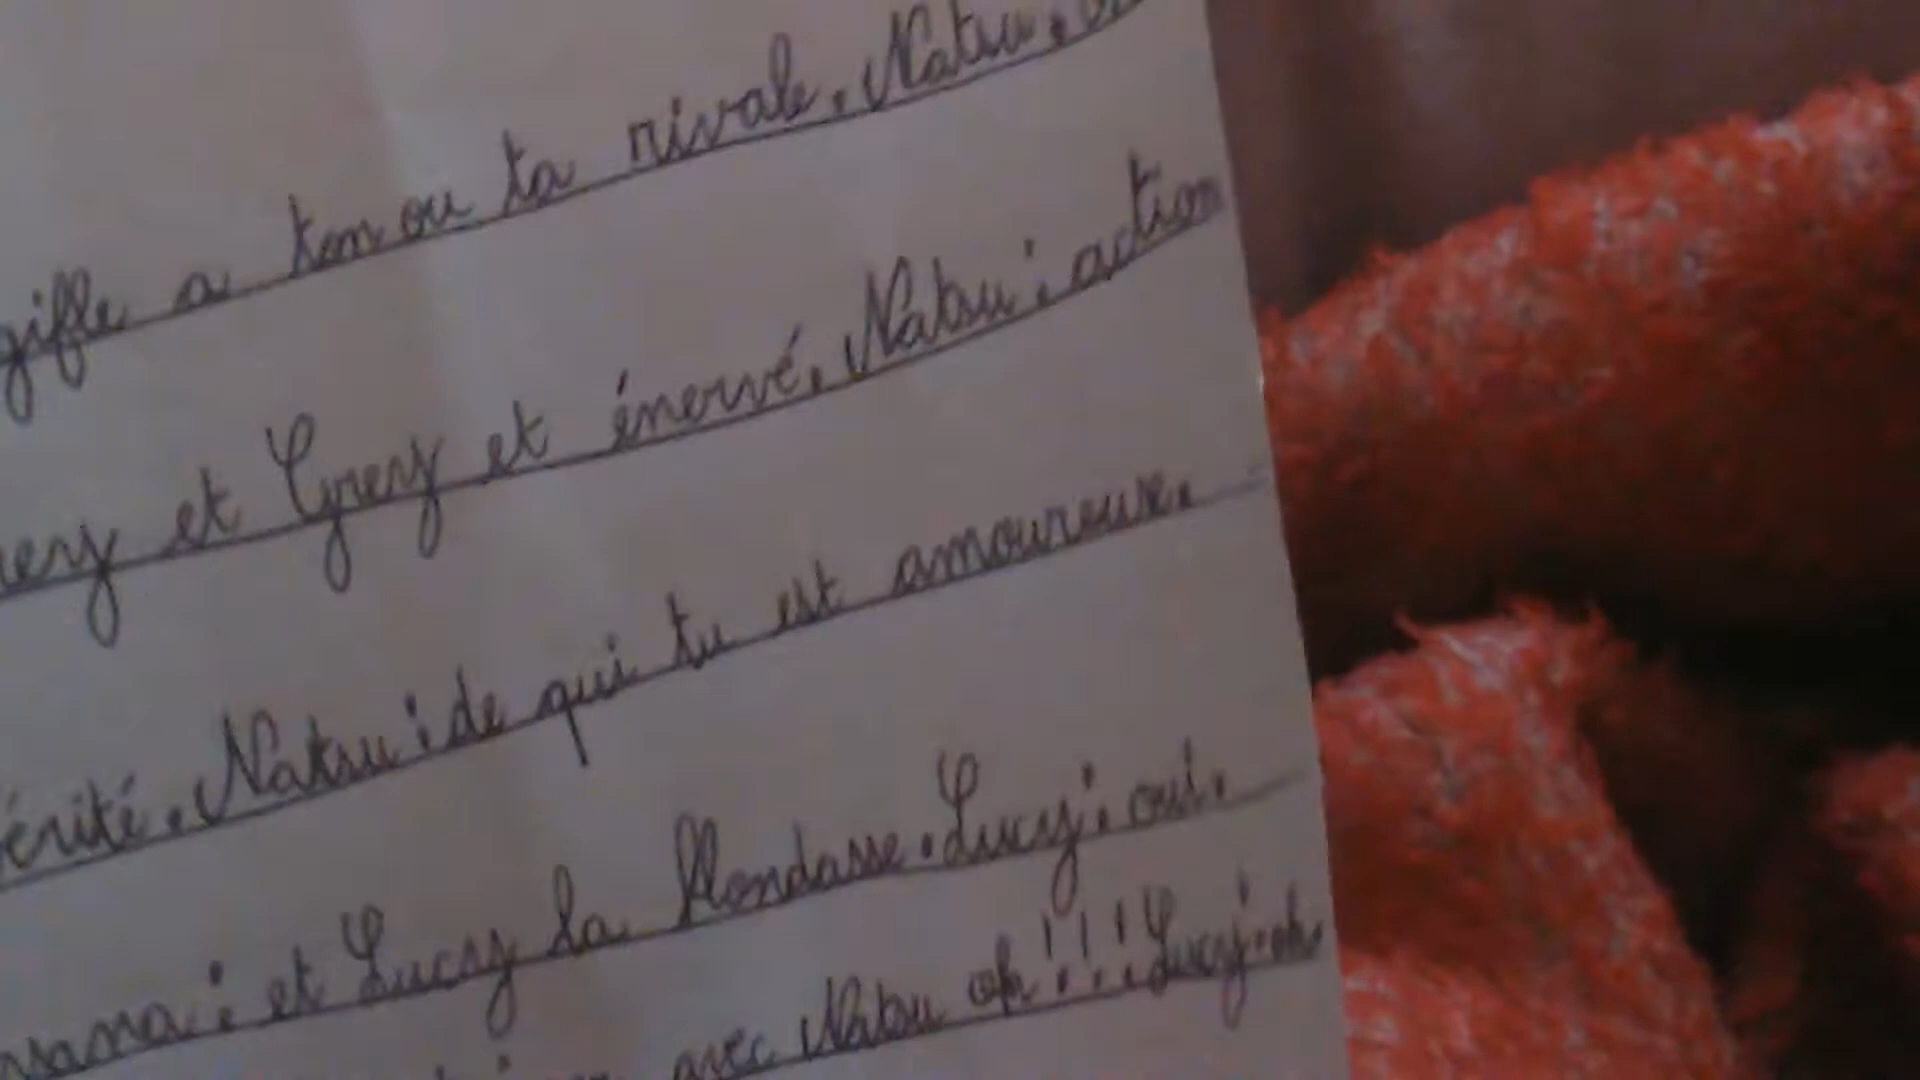 gifle a ton ou ta rivale. Natsu:
et Grey et énervé. Natsu: action
vérité. Natsu: de qui tu est amoureux.
et Lucsy la blondasse. Lucy: oui.
avec Natsu ok!!! Lucy: ok